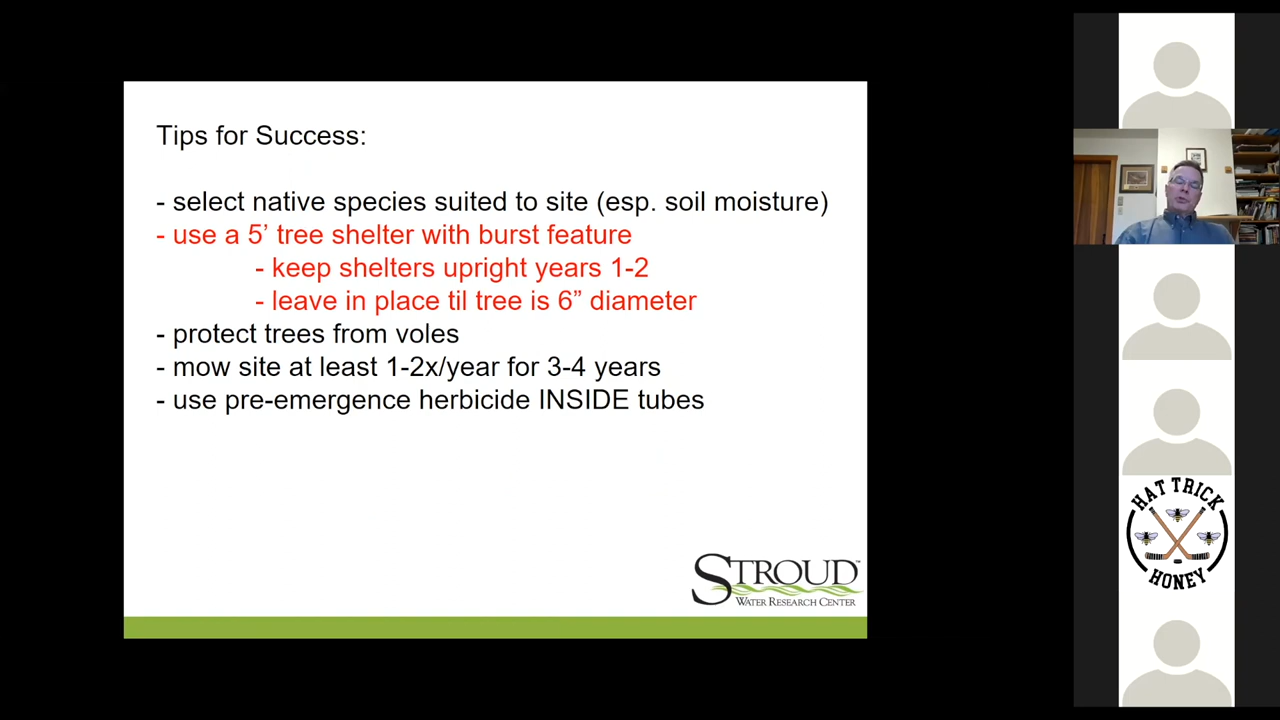 Tips for Success:
- select native species suited to site (esp. soil moisture)
- use a 5’ tree shelter with burst feature
- keep shelters upright years 1-2
- leave in place til tree is 6” diameter
- protect trees from voles
- mow site at least 1-2x/year for 3-4 years
- use pre-emergence herbicide INSIDE tubes
STROUD™
WATER RESEARCH CENTER
HAT TRICK
HONEY